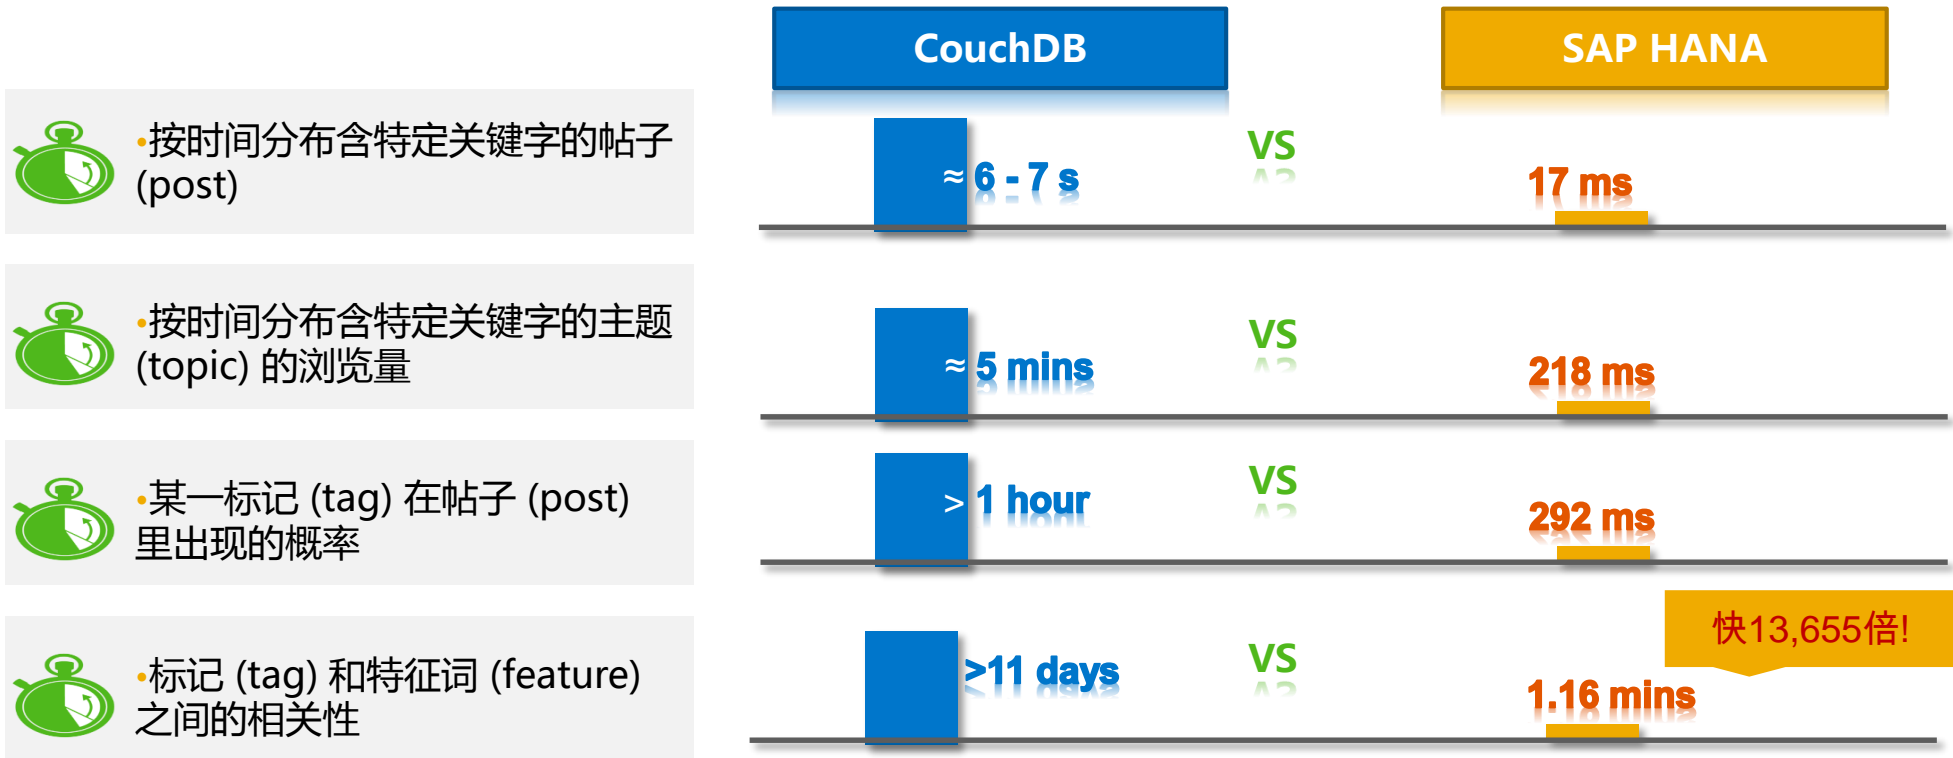 CouchDB
SAP HANA
•按时间分布含特定关键字的帖子
(post)
≈ 6 - 7 s
VS
17 ms
•按时间分布含特定关键字的主题
(topic) 的浏览量
≈ 5 mins
VS
218 ms
•某一标记 (tag) 在帖子 (post)
里出现的概率
> 1 hour
VS
292 ms
快13,655倍!
•标记 (tag) 和特征词 (feature)
之间的相关性
>11 days
VS
1.16 mins